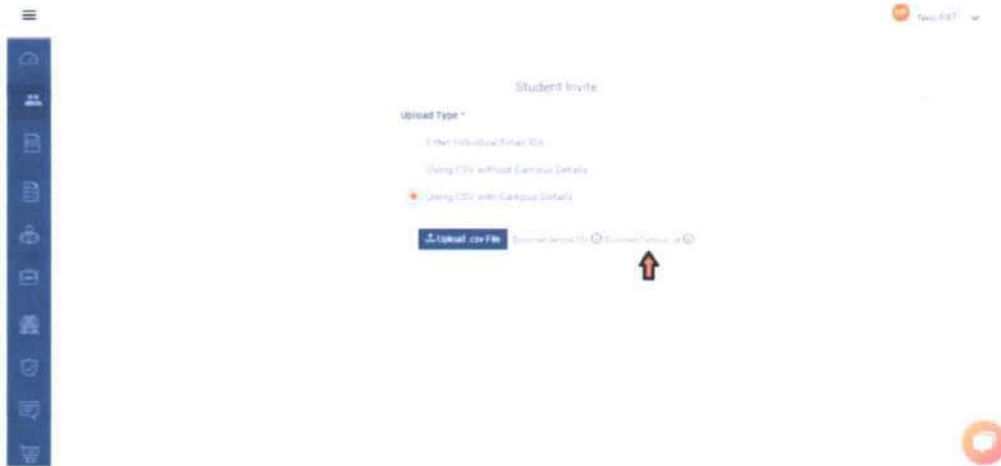 Student Invite
Upload Type *
Enter Individual Email IDs
Using CSV without Campus Details
Using CSV with Campus Details
Upload .csv File